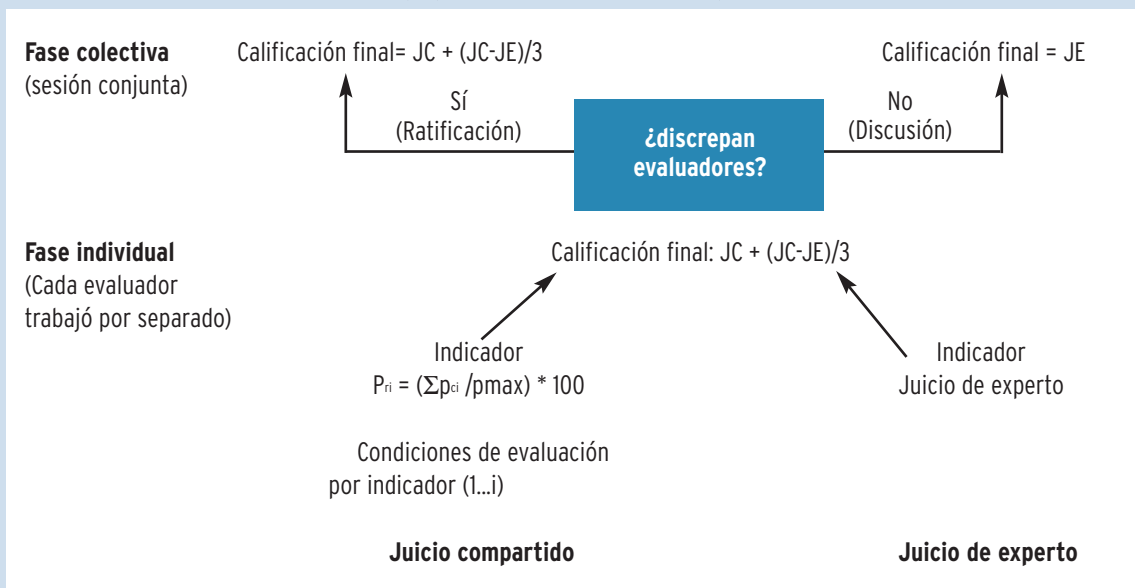 Fase colectiva
(sesión conjunta)
Calificación final= JC + (JC-JE)/3
Calificación final = JE
Sí
(Ratificación)
¿discrepan
evaluadores?
No
(Discusión)
Fase individual
(Cada evaluador
trabajó por separado)
Calificación final: JC + (JC-JE)/3
Indicador
Pri = (Σpci /pmax) * 100
Indicador
Juicio de experto
Condiciones de evaluación
por indicador (1...i)
Juicio compartido
Juicio de experto